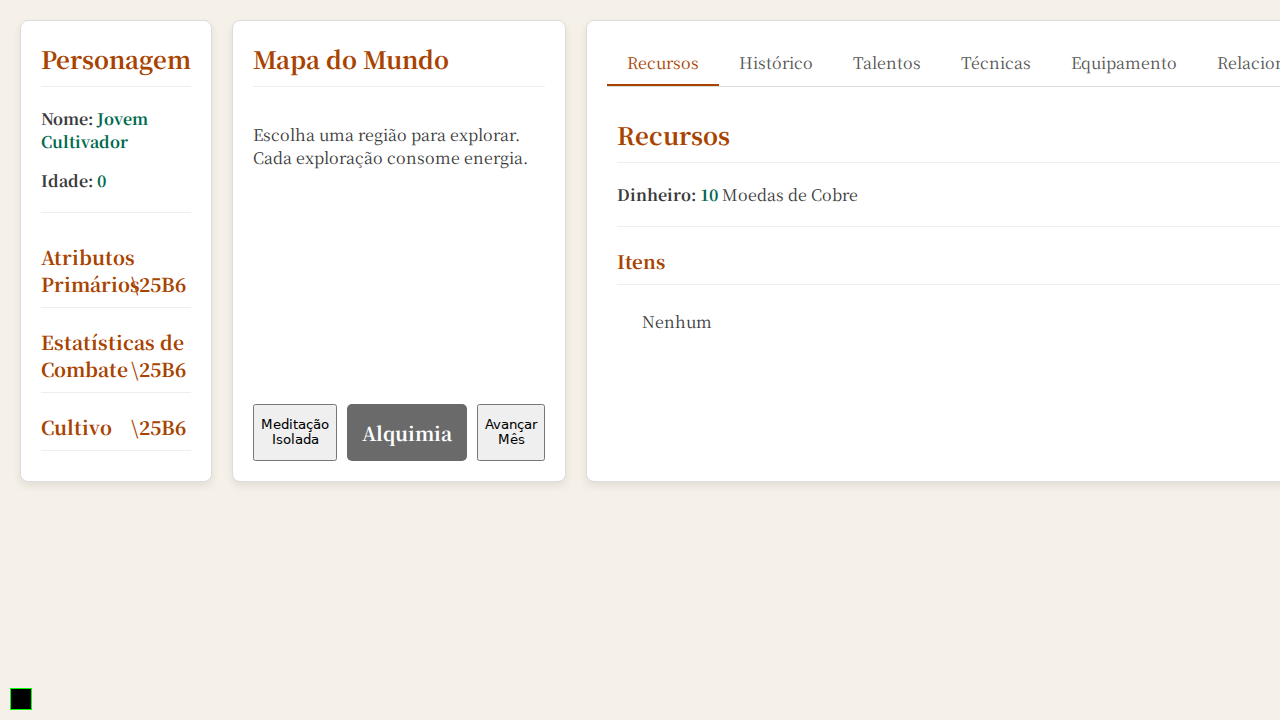 Personagem
Nome: Jovem
Cultivador
Idade: 0
Atributos
Primários\25B6
Estatísticas de
Combate \25B6
Cultivo \25B6
Mapa do Mundo
Escolha uma região para explorar.
Cada exploração consome energia.
Meditação
Isolada
Alquimia
Avançar
Mês
Recursos Histórico Talentos Técnicas Equipamento Relacion
Recursos
Dinheiro: 10 Moedas de Cobre
Itens
Nenhum